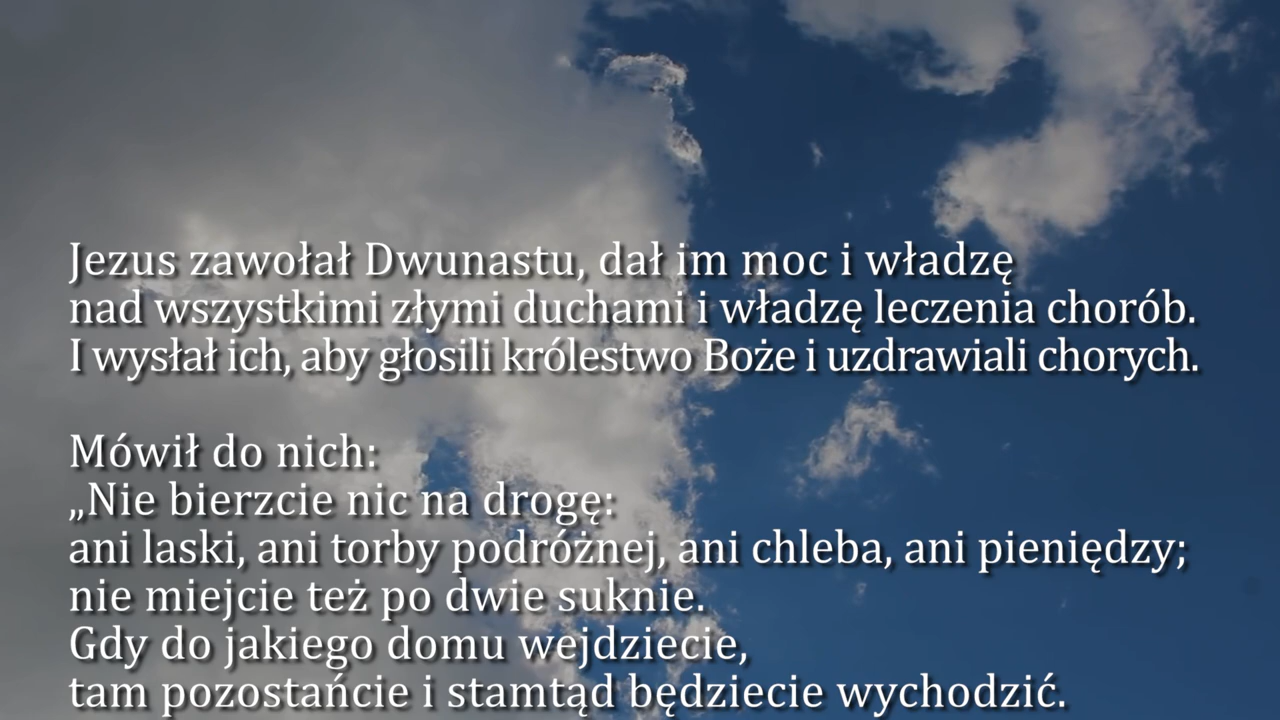 Jezus zawołał Dwunastu, dał im moc i władzę
nad wszystkimi złymi duchami i władzę leczenia chorób.
I wysłał ich, aby głosili królestwo Boże i uzdrawiali chorych.
Mówił do nich:
„Nie bierzcie nic na drogę:
ani laski, ani torby podróżnej, ani chleba, ani pieniędzy;
nie miejcie też po dwie suknie.
Gdy do jakiego domu wejdziecie,
tam pozostańcie i stamtąd będziecie wychodzić.